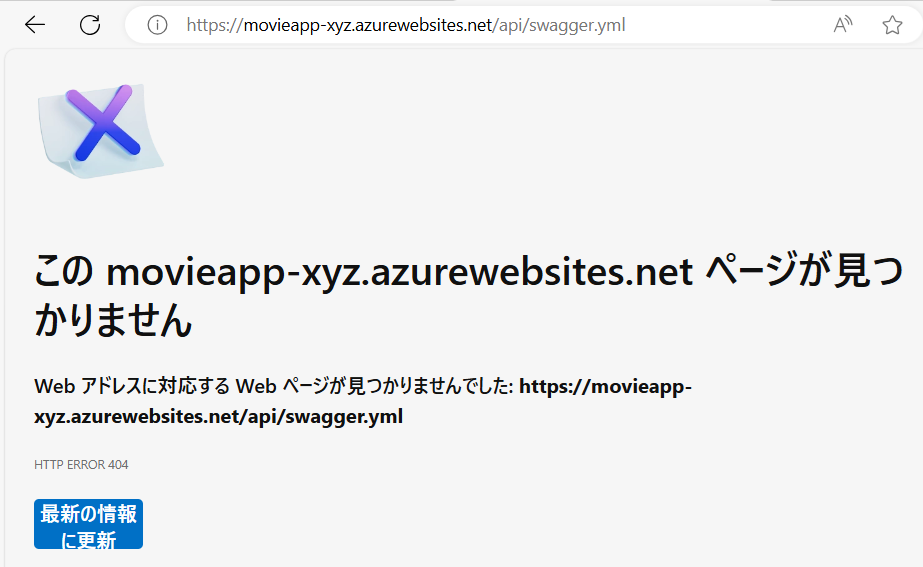 https://movieapp-xyz.azurewebsites.net/api/swagger.yml
この movieapp-xyz.azurewebsites.net ページが見つ
かりません
Web アドレスに対応する Web ページが見つかりませんでした: https://movieapp-
xyz.azurewebsites.net/api/swagger.yml
HTTP ERROR 404
最新の情報
に更新